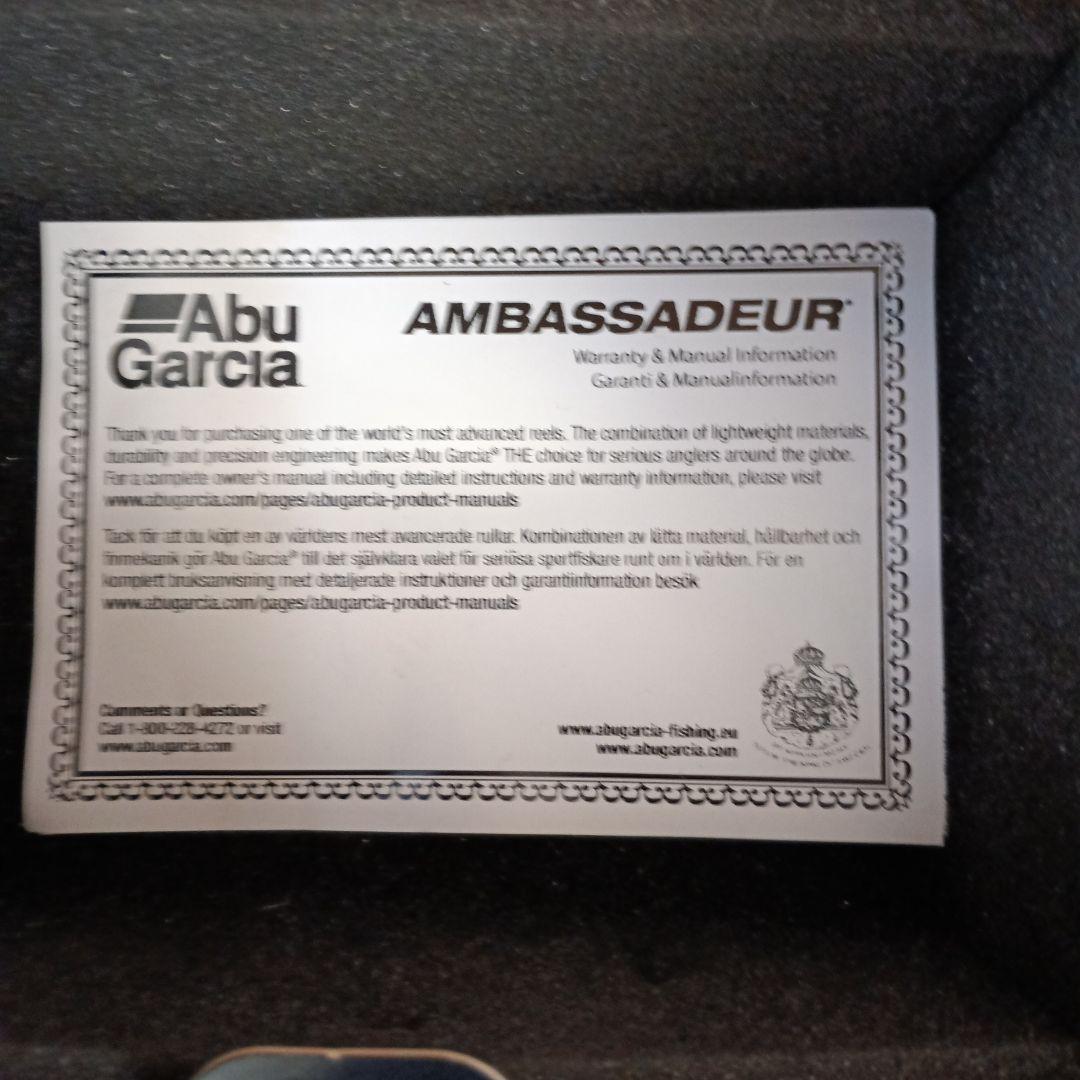 Abu
Garcia
AMBASSADEUR®
Warranty & Manual Information
Garanti & Manualinformation
Thank you for purchasing one of the world's most advanced reels. The combination of lightweight materials,
durability and precision engineering makes Abu Garcia® THE choice for serious anglers around the globe.
For a complete owner's manual including detailed instructions and warranty information, please visit
www.abugarcia.com/pages/abugarcia-product-manuals
Tack för att du köpt en av världens mest avancerade rullar. Kombinationen av lätta material, hållbarhet och
finmekanik gör Abu Garcia® till det självklara valet för seriösa sportfiskare runt om i världen. För en
komplett bruksanvisning med detaljerade instruktioner och garantiinformation besök
www.abugarcia.com/pages/abugarcia-product-manuals
Comments or Questions?
Call 1-800-228-4272 or visit
www.abugarcia.com
www.abugarcia-fishing.eu
www.abugarcia.com